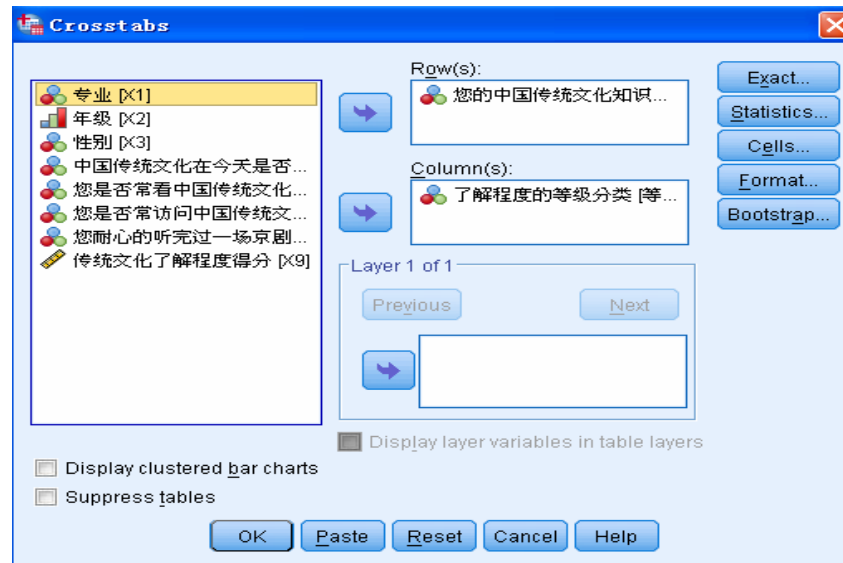 Crosstabs
专业 [X1]
年级 [X2]
性别 [X3]
中国传统文化在今天是否...
您是否常看中国传统文化...
您是否常访问中国传统文...
您耐心的听完过一场京剧...
传统文化了解程度得分 [X9]
Row(s):
您的中国传统文化知识...
Column(s):
了解程度的等级分类 [等...
Layer 1 of 1
Previous
Next
Display layer variables in table layers
Exact...
Statistics...
Cells...
Format...
Bootstrap...
Display clustered bar charts
Suppress tables
OK
Paste
Reset
Cancel
Help